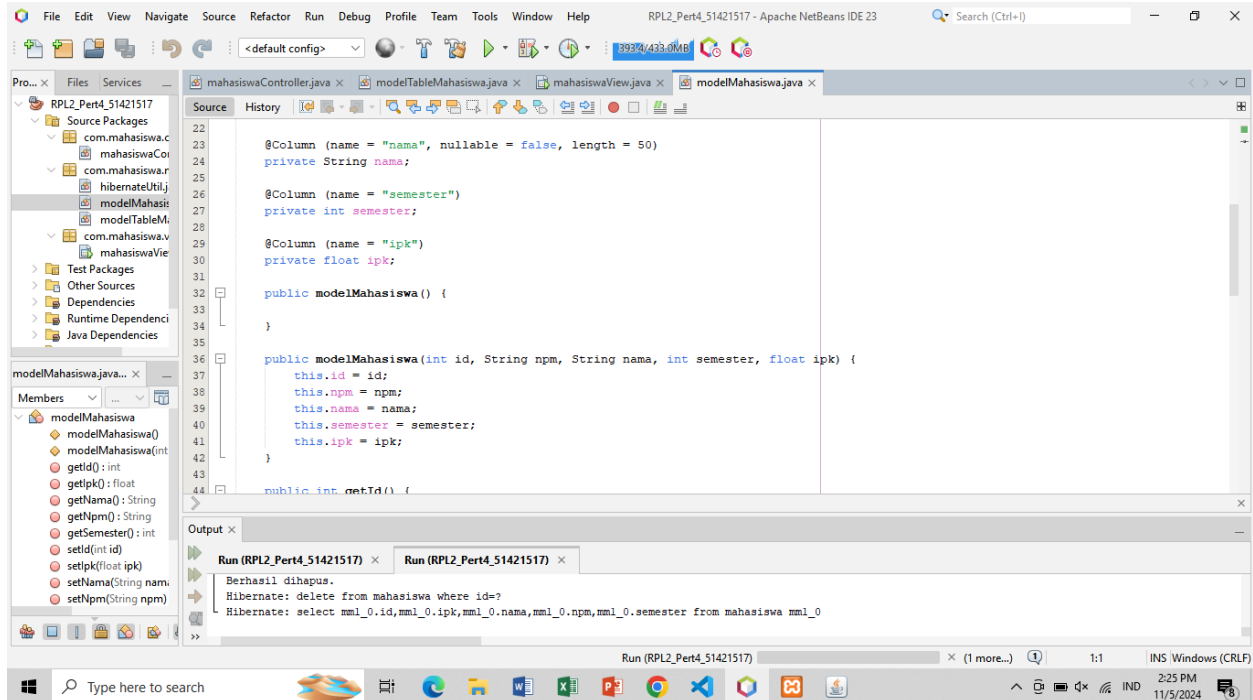 File Edit View Navigate Source Refactor Run Debug Profile Team Tools Window Help RPL2_Pert4_51421517 - Apache NetBeans IDE 23 Search (Ctrl+I)
<default config> 393.4/433.0MB
Pro... Files Services
mahasiswaController.java modelTableMahasiswa.java mahasiswaView.java modelMahasiswa.java
RPL2_Pert4_51421517
Source Packages
com.mahasiswa.c
mahasiswaCon
com.mahasiswa.m
hibernateUtil.j
modelMahasis
modelTableMa
com.mahasiswa.v
mahasiswaVie
Test Packages
Other Sources
Dependencies
Runtime Dependenci
Java Dependencies
Source History
22
23 @Column (name = "nama", nullable = false, length = 50)
24 private String nama;
25
26 @Column (name = "semester")
27 private int semester;
28
29 @Column (name = "ipk")
30 private float ipk;
31
32 public modelMahasiswa() {
33
34 }
35
36 public modelMahasiswa(int id, String npm, String nama, int semester, float ipk) {
37 this.id = id;
38 this.npm = npm;
39 this.nama = nama;
40 this.semester = semester;
41 this.ipk = ipk;
42 }
43
44 public int getId() {
modelMahasiswa.java...
Members ...
modelMahasiswa
modelMahasiswa()
modelMahasiswa(int
getId() : int
getIpk() : float
getNama() : String
getNpm() : String
getSemester() : int
setId(int id)
setIpk(float ipk)
setNama(String nama
setNpm(String npm)
Output
Run (RPL2_Pert4_51421517) Run (RPL2_Pert4_51421517)
Berhasil dihapus.
Hibernate: delete from mahasiswa where id=?
Hibernate: select mm1_0.id,mm1_0.ipk,mm1_0.nama,mm1_0.npm,mm1_0.semester from mahasiswa mm1_0
Run (RPL2_Pert4_51421517) (1 more...) 1 1:1 INS Windows (CRLF)
Type here to search
IND 2:25 PM
11/5/2024 8